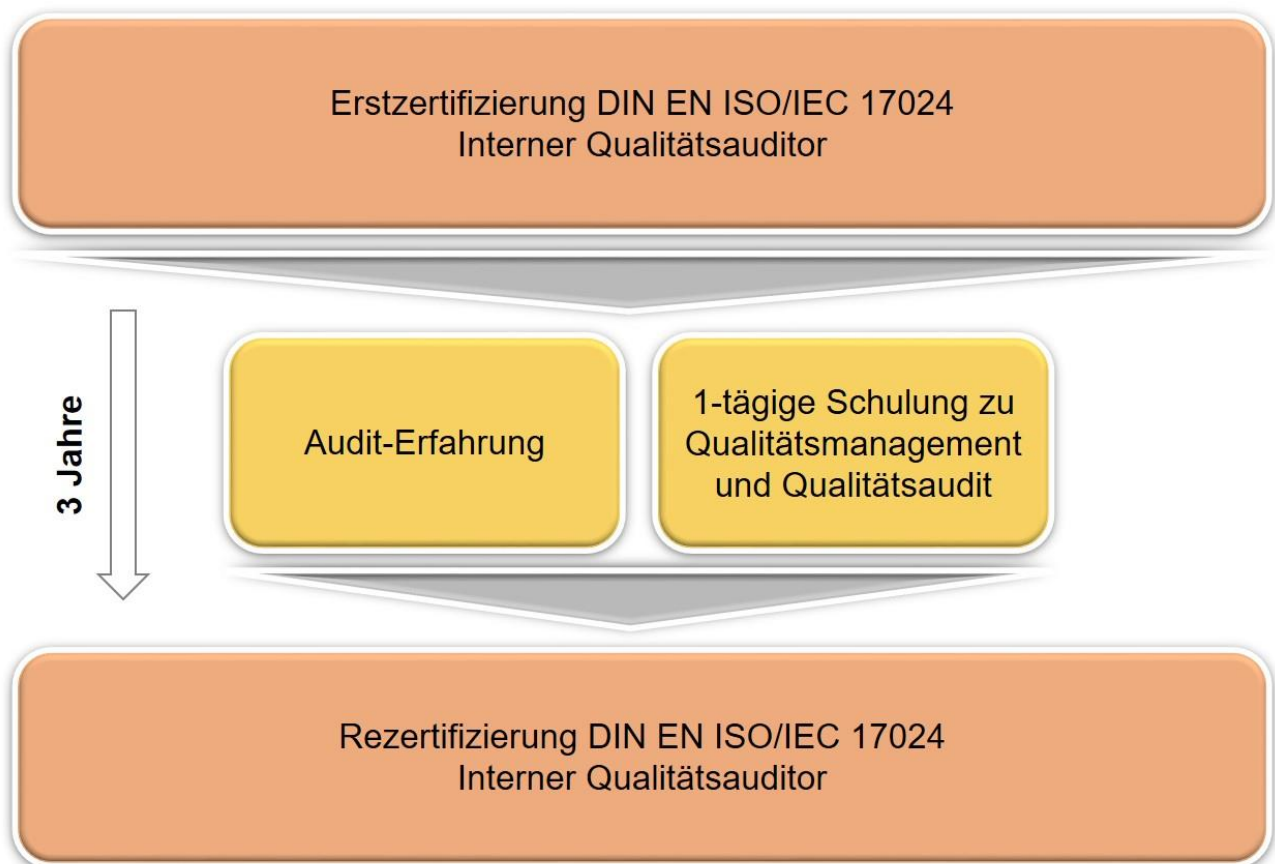 Erstzertifizierung DIN EN ISO/IEC 17024
Interner Qualitätsauditor
3 Jahre
Audit-Erfahrung
1-tägige Schulung zu
Qualitätsmanagement
und Qualitätsaudit
Rezertifizierung DIN EN ISO/IEC 17024
Interner Qualitätsauditor